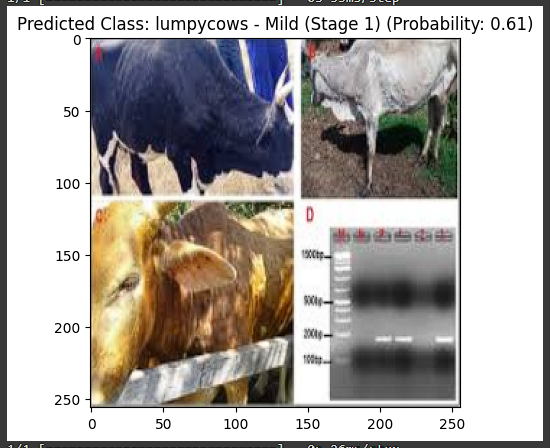 Predicted Class: lumpycows - Mild (Stage 1) (Probability: 0.61)
0
50
100
150
200
250
D
1500bp
500bp
200bp
100bp
0 50 100 150 200 250